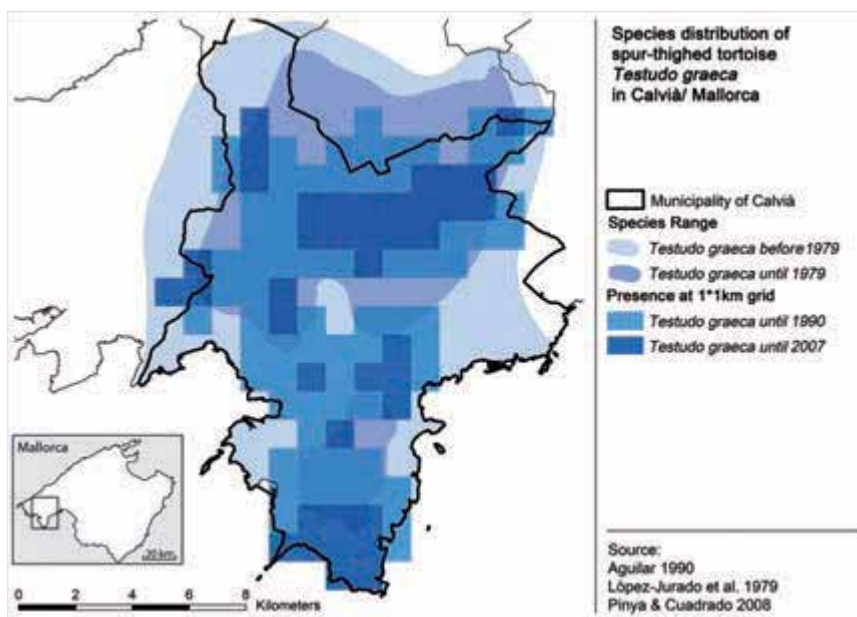 Species distribution of
spur-thighed tortoise
Testudo graeca
in Calvià/ Mallorca
Municipality of Calvià
Species Range
Testudo graeca before 1979
Testudo graeca until 1979
Presence at 1*1km grid
Testudo graeca until 1990
Testudo graeca until 2007
Mallorca
20 km
0 2 4 6 8
Kilometers
Source:
Aguilar 1990
López-Jurado et al. 1979
Pinya & Cuadrado 2008